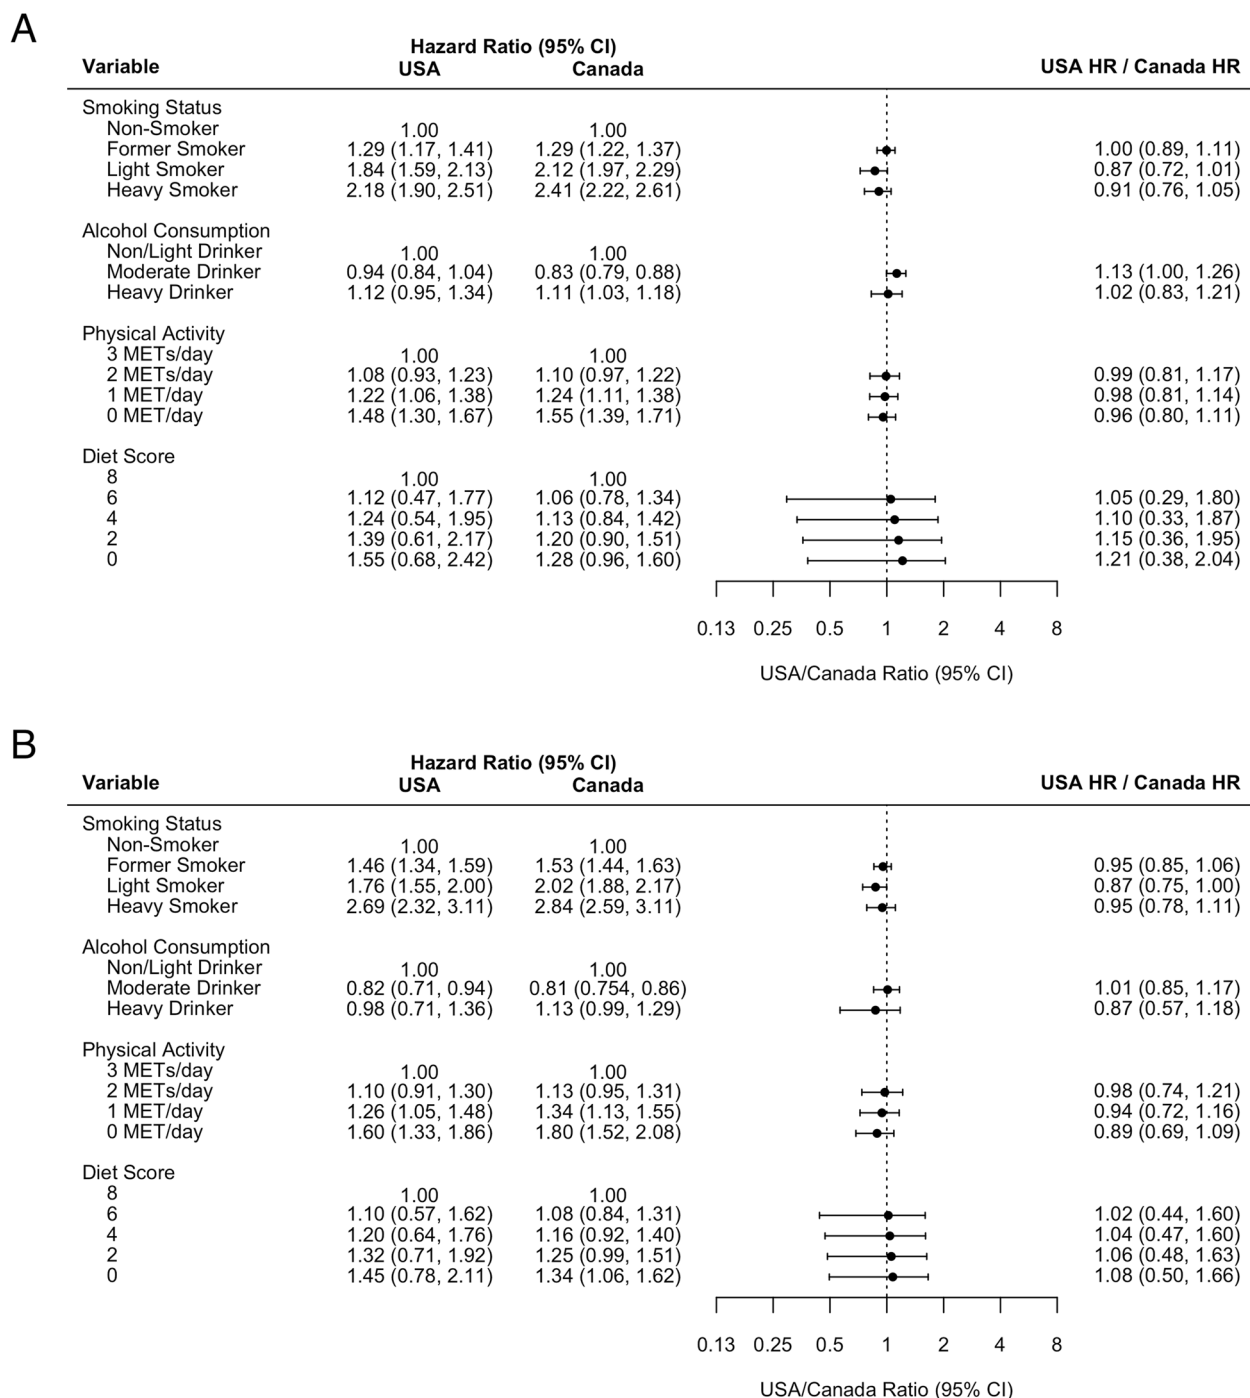 A
Hazard Ratio (95% CI)
Variable USA Canada USA HR / Canada HR
Smoking Status
Non-Smoker 1.00 1.00
Former Smoker 1.29 (1.17, 1.41) 1.29 (1.22, 1.37) 1.00 (0.89, 1.11)
Light Smoker 1.84 (1.59, 2.13) 2.12 (1.97, 2.29) 0.87 (0.72, 1.01)
Heavy Smoker 2.18 (1.90, 2.51) 2.41 (2.22, 2.61) 0.91 (0.76, 1.05)
Alcohol Consumption
Non/Light Drinker 1.00 1.00
Moderate Drinker 0.94 (0.84, 1.04) 0.83 (0.79, 0.88) 1.13 (1.00, 1.26)
Heavy Drinker 1.12 (0.95, 1.34) 1.11 (1.03, 1.18) 1.02 (0.83, 1.21)
Physical Activity
3 METs/day 1.00 1.00
2 METs/day 1.08 (0.93, 1.23) 1.10 (0.97, 1.22) 0.99 (0.81, 1.17)
1 MET/day 1.22 (1.06, 1.38) 1.24 (1.11, 1.38) 0.98 (0.81, 1.14)
0 MET/day 1.48 (1.30, 1.67) 1.55 (1.39, 1.71) 0.96 (0.80, 1.11)
Diet Score
8 1.00 1.00
6 1.12 (0.47, 1.77) 1.06 (0.78, 1.34) 1.05 (0.29, 1.80)
4 1.24 (0.54, 1.95) 1.13 (0.84, 1.42) 1.10 (0.33, 1.87)
2 1.39 (0.61, 2.17) 1.20 (0.90, 1.51) 1.15 (0.36, 1.95)
0 1.55 (0.68, 2.42) 1.28 (0.96, 1.60) 1.21 (0.38, 2.04)
0.13 0.25 0.5 1 2 4 8
USA/Canada Ratio (95% CI)
B
Hazard Ratio (95% CI)
Variable USA Canada USA HR / Canada HR
Smoking Status
Non-Smoker 1.00 1.00
Former Smoker 1.46 (1.34, 1.59) 1.53 (1.44, 1.63) 0.95 (0.85, 1.06)
Light Smoker 1.76 (1.55, 2.00) 2.02 (1.88, 2.17) 0.87 (0.75, 1.00)
Heavy Smoker 2.69 (2.32, 3.11) 2.84 (2.59, 3.11) 0.95 (0.78, 1.11)
Alcohol Consumption
Non/Light Drinker 1.00 1.00
Moderate Drinker 0.82 (0.71, 0.94) 0.81 (0.754, 0.86) 1.01 (0.85, 1.17)
Heavy Drinker 0.98 (0.71, 1.36) 1.13 (0.99, 1.29) 0.87 (0.57, 1.18)
Physical Activity
3 METs/day 1.00 1.00
2 METs/day 1.10 (0.91, 1.30) 1.13 (0.95, 1.31) 0.98 (0.74, 1.21)
1 MET/day 1.26 (1.05, 1.48) 1.34 (1.13, 1.55) 0.94 (0.72, 1.16)
0 MET/day 1.60 (1.33, 1.86) 1.80 (1.52, 2.08) 0.89 (0.69, 1.09)
Diet Score
8 1.00 1.00
6 1.10 (0.57, 1.62) 1.08 (0.84, 1.31) 1.02 (0.44, 1.60)
4 1.20 (0.64, 1.76) 1.16 (0.92, 1.40) 1.04 (0.47, 1.60)
2 1.32 (0.71, 1.92) 1.25 (0.99, 1.51) 1.06 (0.48, 1.63)
0 1.45 (0.78, 2.11) 1.34 (1.06, 1.62) 1.08 (0.50, 1.66)
0.13 0.25 0.5 1 2 4 8
USA/Canada Ratio (95% CI)